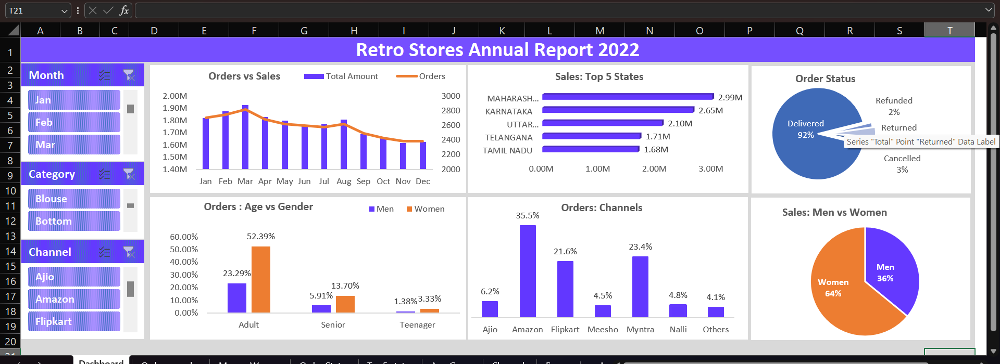 T21
fx
A B C D E F G H I J K L M N O P Q R S T
1
2
3
4
5
6
7
8
9
10
11
12
13
14
15
16
17
18
19
20
Retro Stores Annual Report 2022
Month
Jan
Feb
Mar
Category
Blouse
Bottom
Channel
Ajio
Amazon
Flipkart
Orders vs Sales
Total Amount
Orders
2.00M
1.90M
1.80M
1.70M
1.60M
1.50M
1.40M
3000
2800
2600
2400
2200
2000
Jan Feb Mar Apr May Jun Jul Aug Sep Oct Nov Dec
Sales: Top 5 States
MAHARASH... 2.99M
KARNATAKA 2.65M
UTTAR... 2.10M
TELANGANA 1.71M
TAMIL NADU 1.68M
0.00M 1.00M 2.00M 3.00M
Order Status
Refunded
2%
Delivered
92%
Returned
Series "Total" Point "Returned" Data Label
Cancelled
3%
Orders : Age vs Gender
Men Women
60.00%
50.00%
40.00%
30.00%
20.00%
10.00%
0.00%
23.29% 52.39%
5.91% 13.70%
1.38% 3.33%
Adult Senior Teenager
Orders: Channels
6.2% 35.5% 21.6% 4.5% 23.4% 4.8% 4.1%
Ajio Amazon Flipkart Meesho Myntra Nalli Others
Sales: Men vs Women
Men
36%
Women
64%
Dashboard